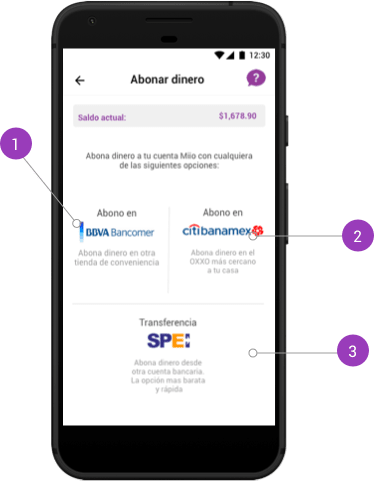 12:30
Abonar dinero
?
Saldo actual:
$1,678.90
1
Abona dinero a tu cuenta Miio con cualquiera
de las siguientes opciones:
Abono en
BBVA Bancomer
Abona dinero en otra
tienda de conveniencia
Abono en
citibanamex
Abona dinero en el
OXXO más cercano
a tu casa
2
Transferencia
SPEI
Abona dinero desde
otra cuenta bancaria.
La opción mas barata
y rápida
3